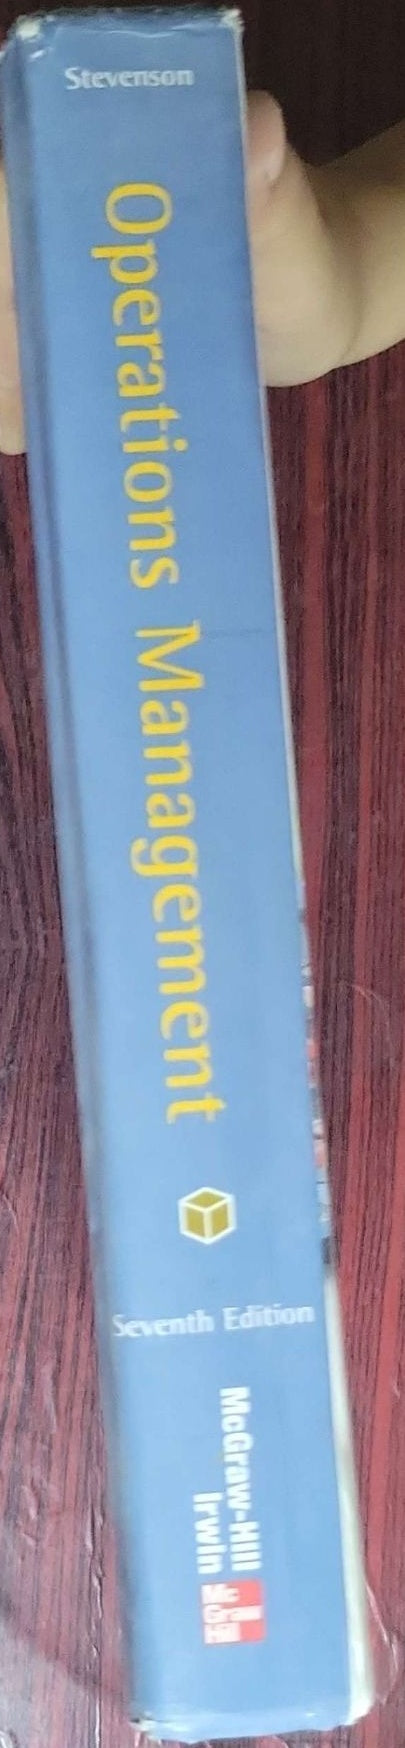 Stevenson
Operations Management
Seventh Edition
McGraw-Hill
Irwin